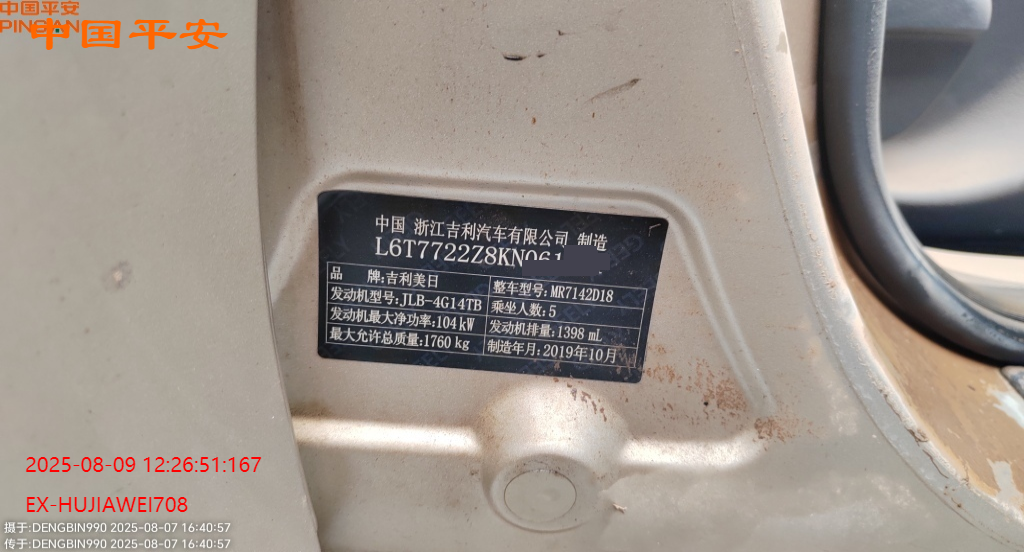 中国平安
PINGAN
中国平安
中国 浙江吉利汽车有限公司 制造
L6T7722Z8KN061
品 牌:吉利美日
整车型号:MR7142D18
发动机型号:JLB-4G14TB
乘坐人数:5
发动机最大净功率:104kW
发动机排量:1398 mL
最大允许总质量:1760 kg
制造年月:2019年10月
2025-08-09 12:26:51:167
EX-HUJIAWEI708
摄于:DENGBIN990 2025-08-07 16:40:57
传于:DENGBIN990 2025-08-07 16:40:57